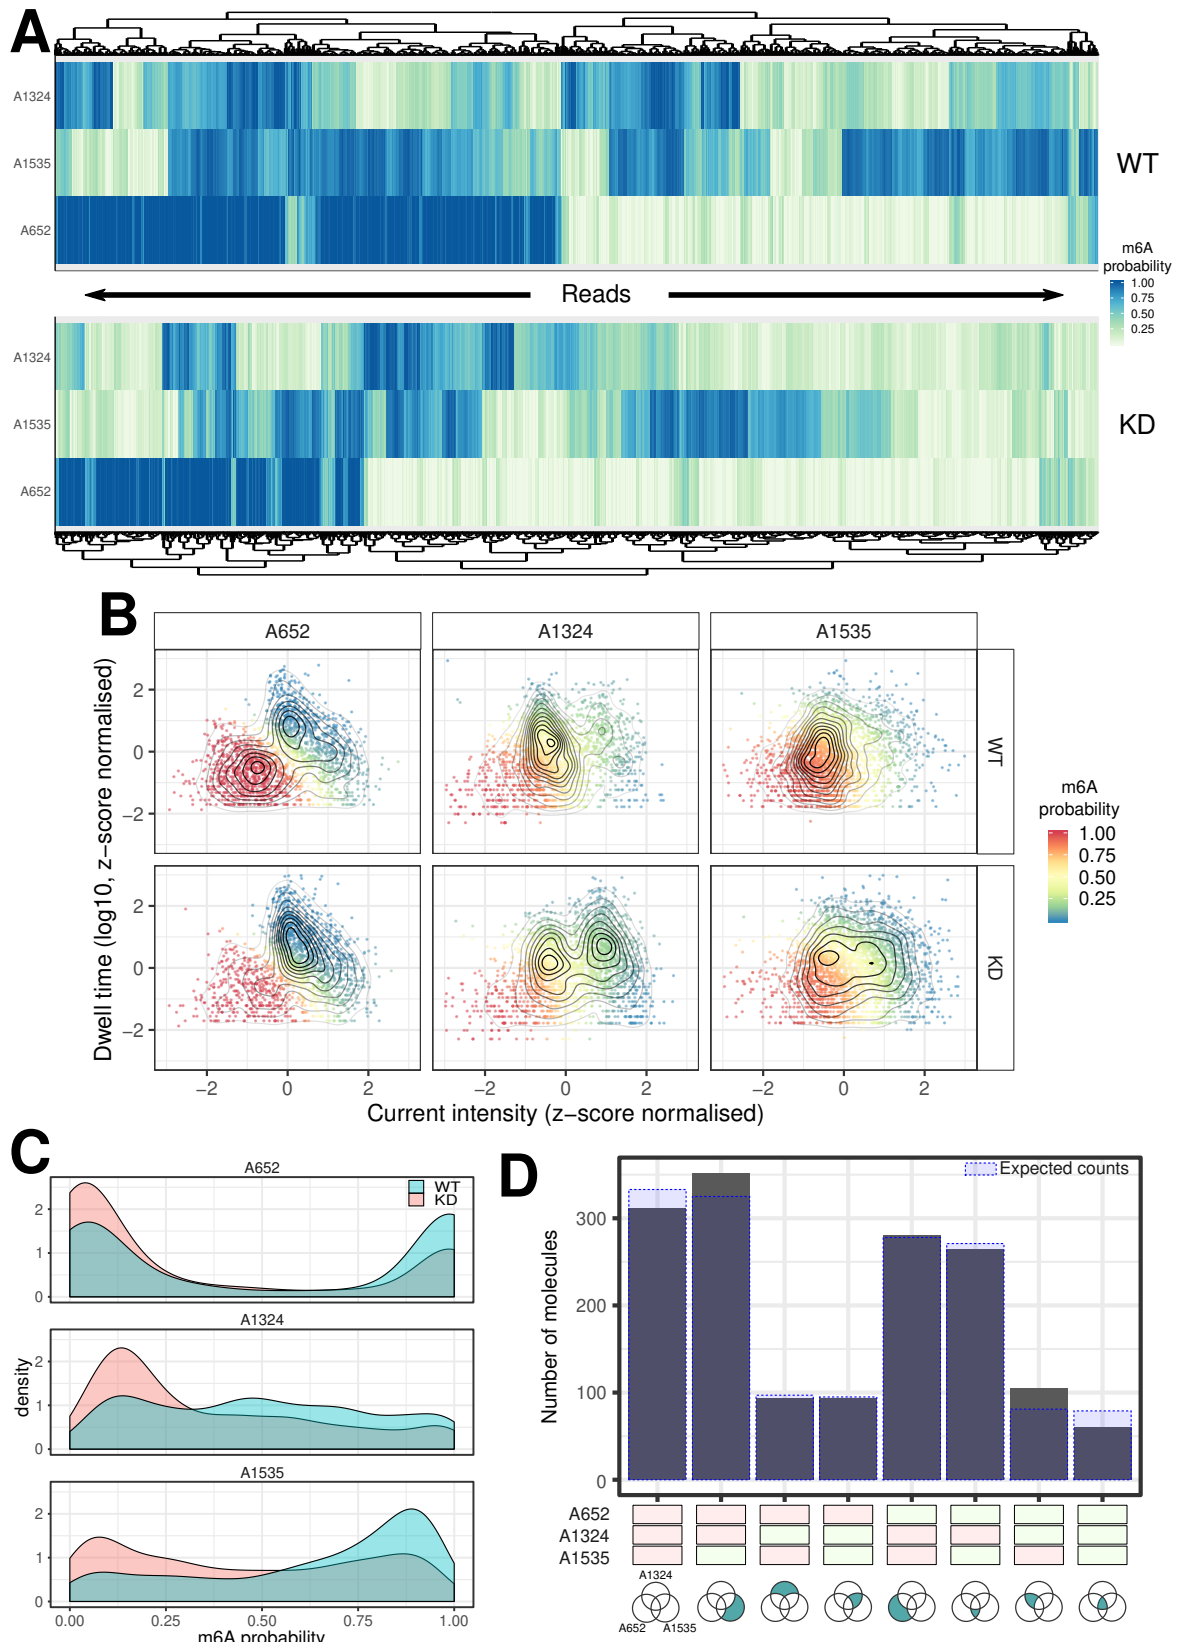 A
A1324
A1535
A652
WT
m6A
probability
1.00
0.75
0.50
0.25
Reads
A1324
A1535
A652
KD
B
A652
A1324
A1535
2
0
−2
WT
2
0
−2
KD
−2
0
2
−2
0
2
−2
0
2
Dwell time (log10, z−score normalised)
Current intensity (z−score normalised)
m6A
probability
1.00
0.75
0.50
0.25
C
A652
WT
KD
2
1
0
A1324
2
1
0
A1535
2
1
0
density
0.00
0.25
0.50
0.75
1.00
m6A probability
D
Expected counts
Number of molecules
300
200
100
0
A652
A1324
A1535
A1324
A652
A1535